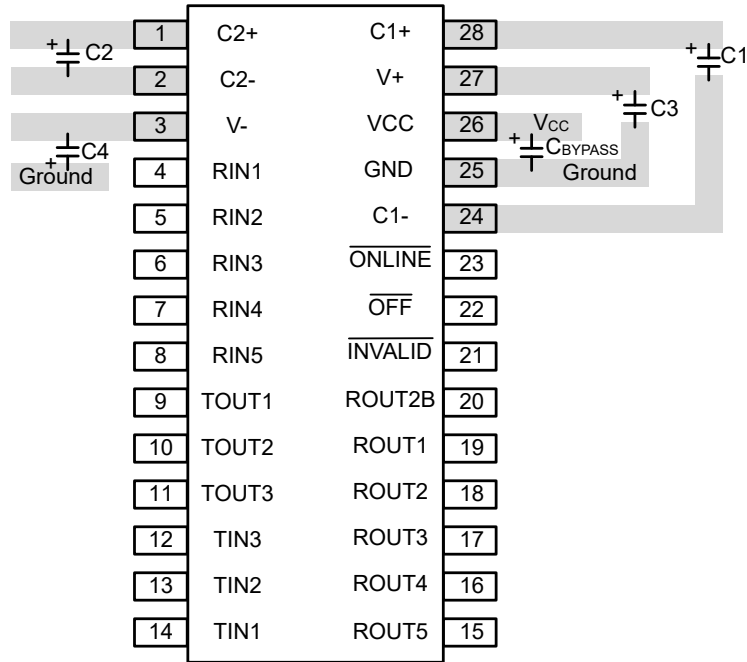 1 C2+ C1+ 28
+ C2
+ C1
2 C2- V+ 27
+ C3
3 V- VCC 26 VCC
+ C4
+ CBYPASS
Ground
4 RIN1 GND 25 Ground
5 RIN2 C1- 24
6 RIN3 ONLINE 23
7 RIN4 OFF 22
8 RIN5 INVALID 21
9 TOUT1 ROUT2B 20
10 TOUT2 ROUT1 19
11 TOUT3 ROUT2 18
12 TIN3 ROUT3 17
13 TIN2 ROUT4 16
14 TIN1 ROUT5 15